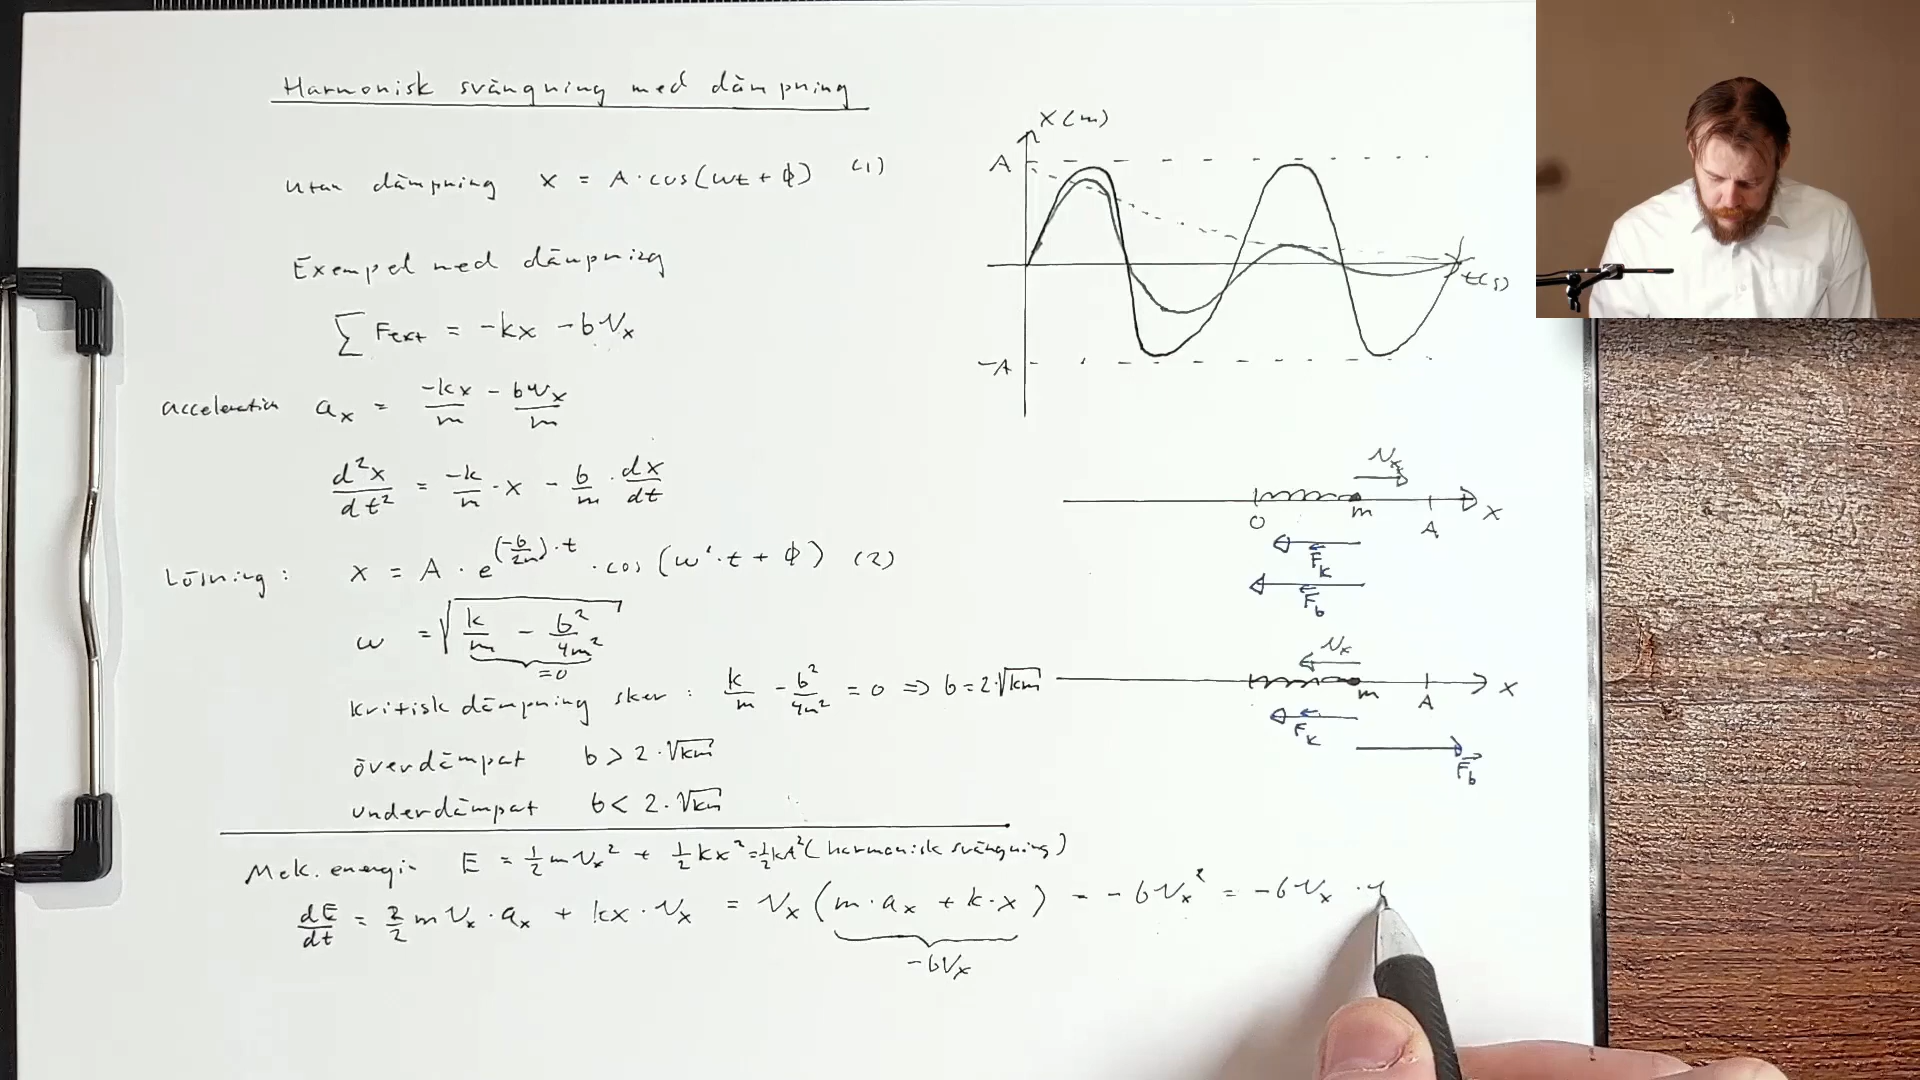 Harmonisk svängning med dämpning
utan dämpning x = A·cos(ωt + ϕ) (1)
Exempel med dämpning
∑ Fext = -kx - bvx
acceleration ax = -kx/m - bvx/m
d²x/dt² = -k/m · x - b/m · dx/dt
Lösning: x = A · e^(-b/2m)·t · cos(ω'·t + ϕ) (2)
ω = √(k/m - b²/4m²)
=0
kritisk dämpning sker: k/m - b²/4m² = 0 ⇒ b = 2·√km
överdämpat b > 2·√km
underdämpat b < 2·√km
Mek. energi E = ½mvx² + ½kx² = ½kA² (harmonisk svängning)
dE/dt = 2/2 m vx · ax + kx · vx = vx (m · ax + k · x) = -bvx² = -bvx ·
-bvx
x(m)
A
-A
t(s)
vx
0 m A x
Fk
Fb
vx
m A x
Fk
Fb